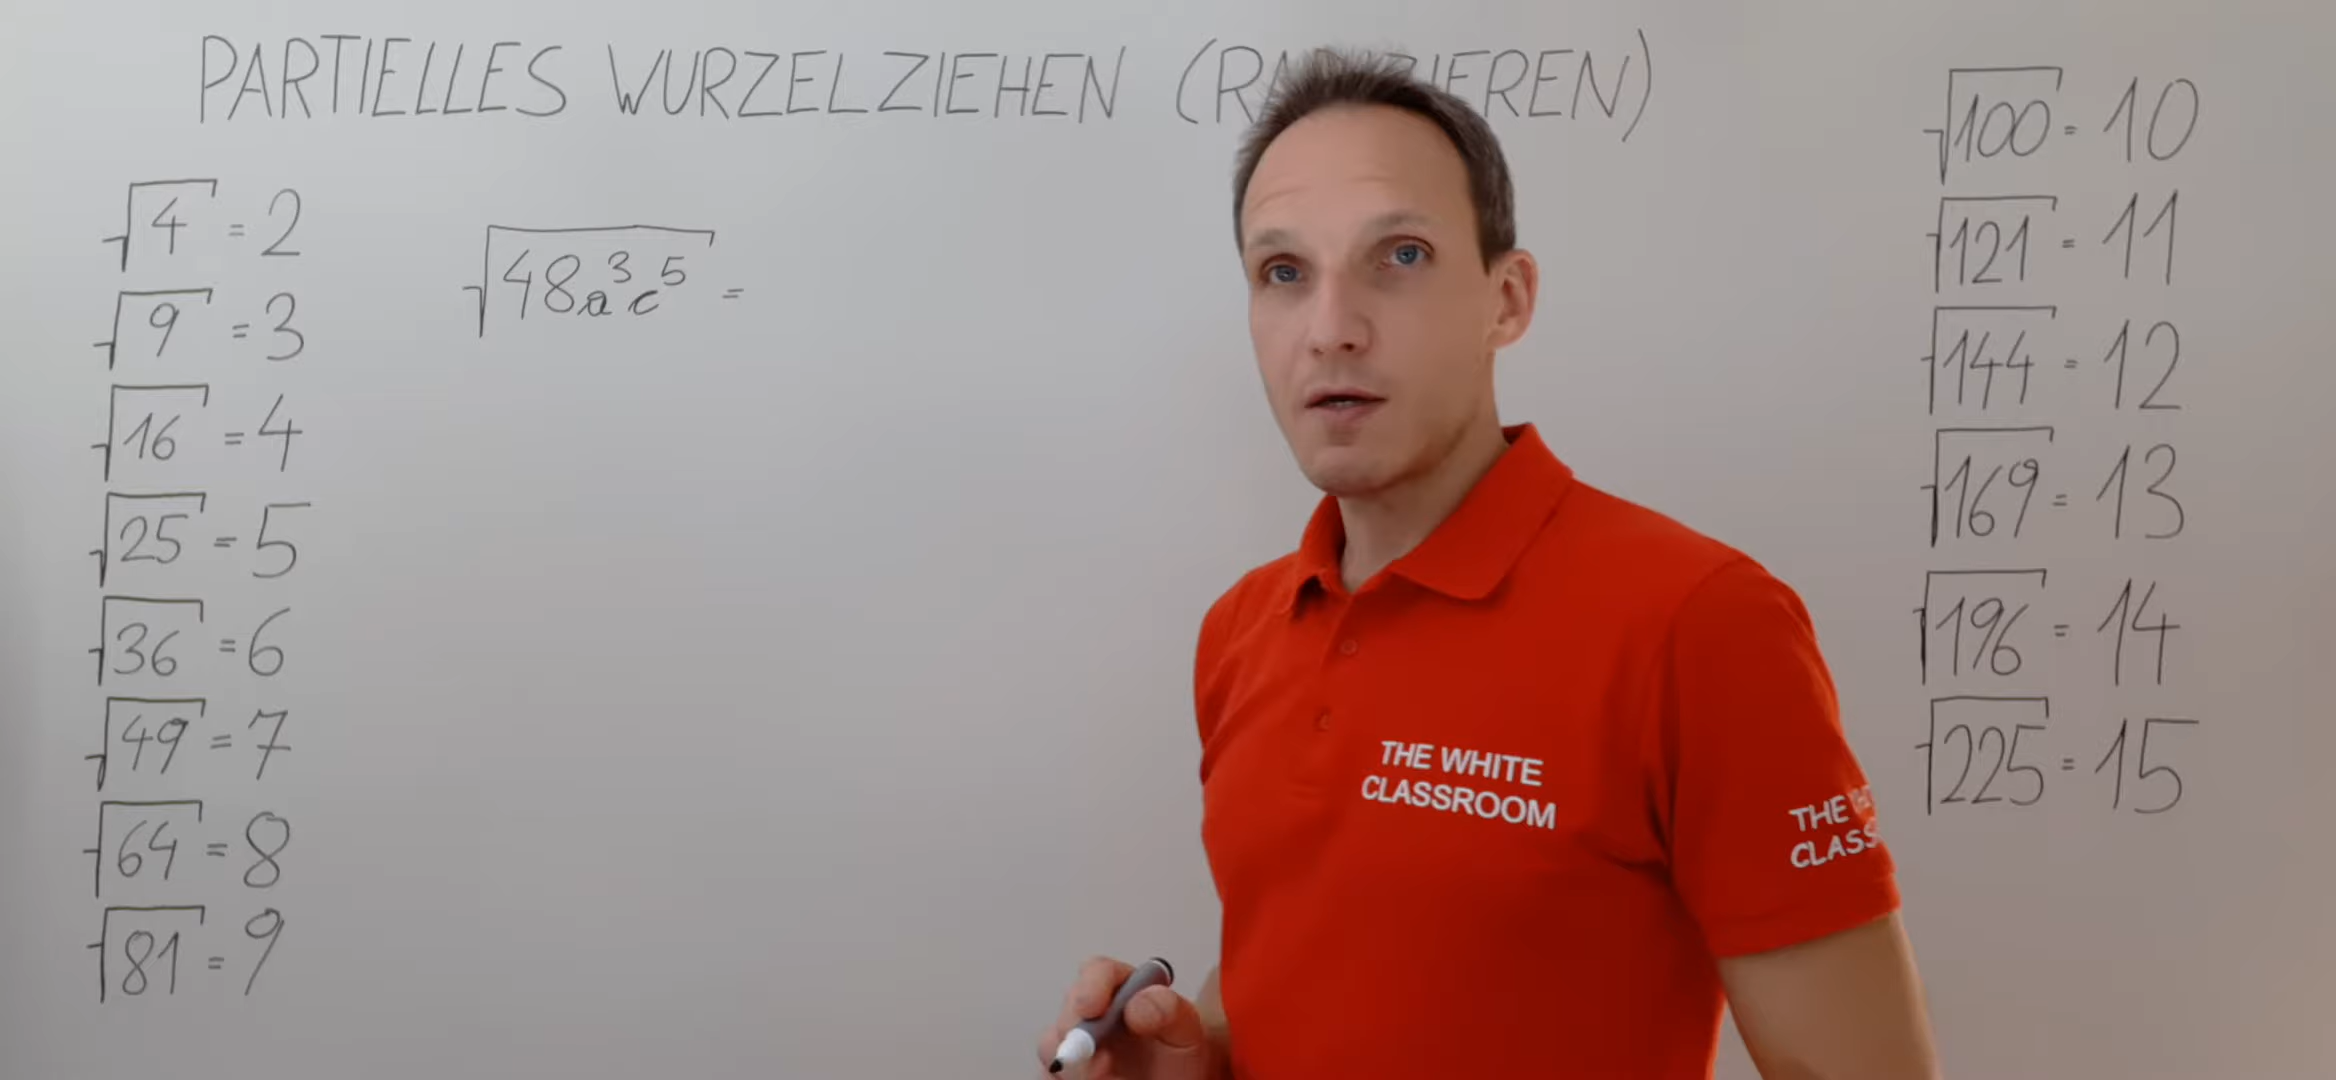 PARTIELLES WURZELZIEHEN
√4 = 2
√9 = 3
√16 = 4
√25 = 5
√36 = 6
√49 = 7
√64 = 8
√81 = 9
√48a³c⁵ =
√100 = 10
√121 = 11
√144 = 12
√169 = 13
√196 = 14
√225 = 15
THE WHITE
CLASSROOM
THE